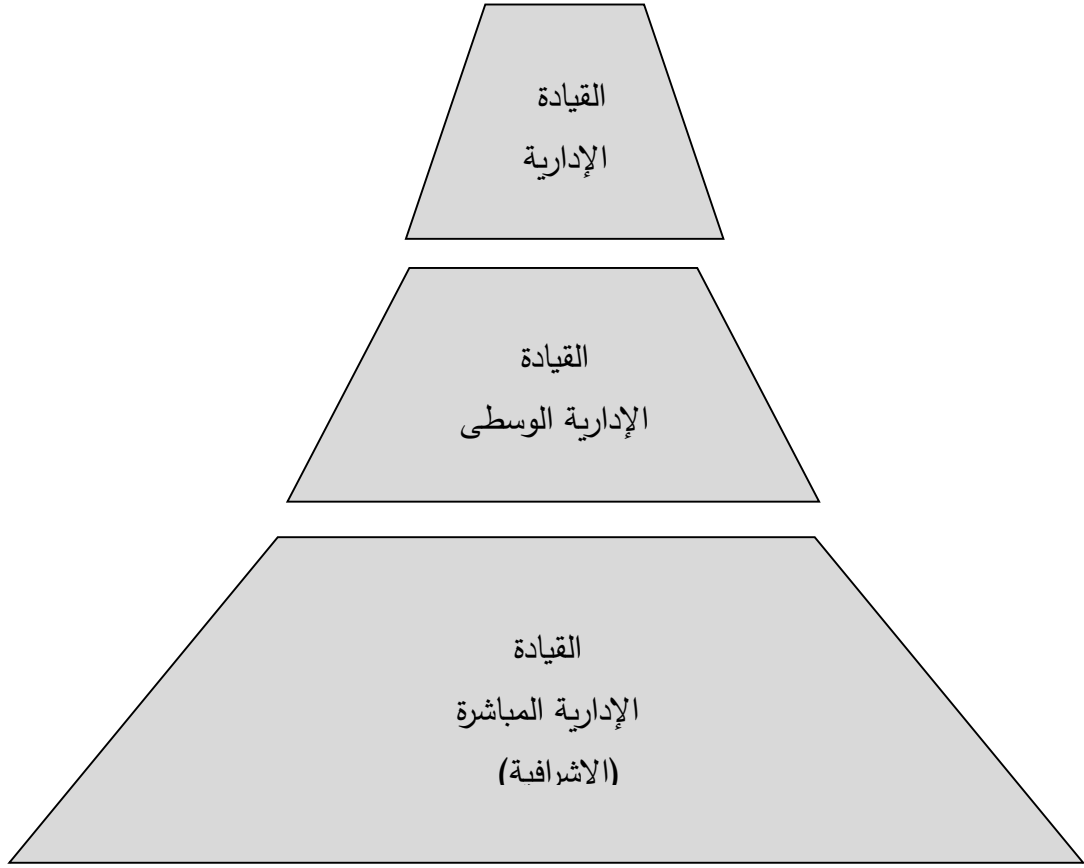 القيادة
الإدارية
القيادة
الإدارية الوسطى
القيادة
الإدارية المباشرة
(الاشرافية)